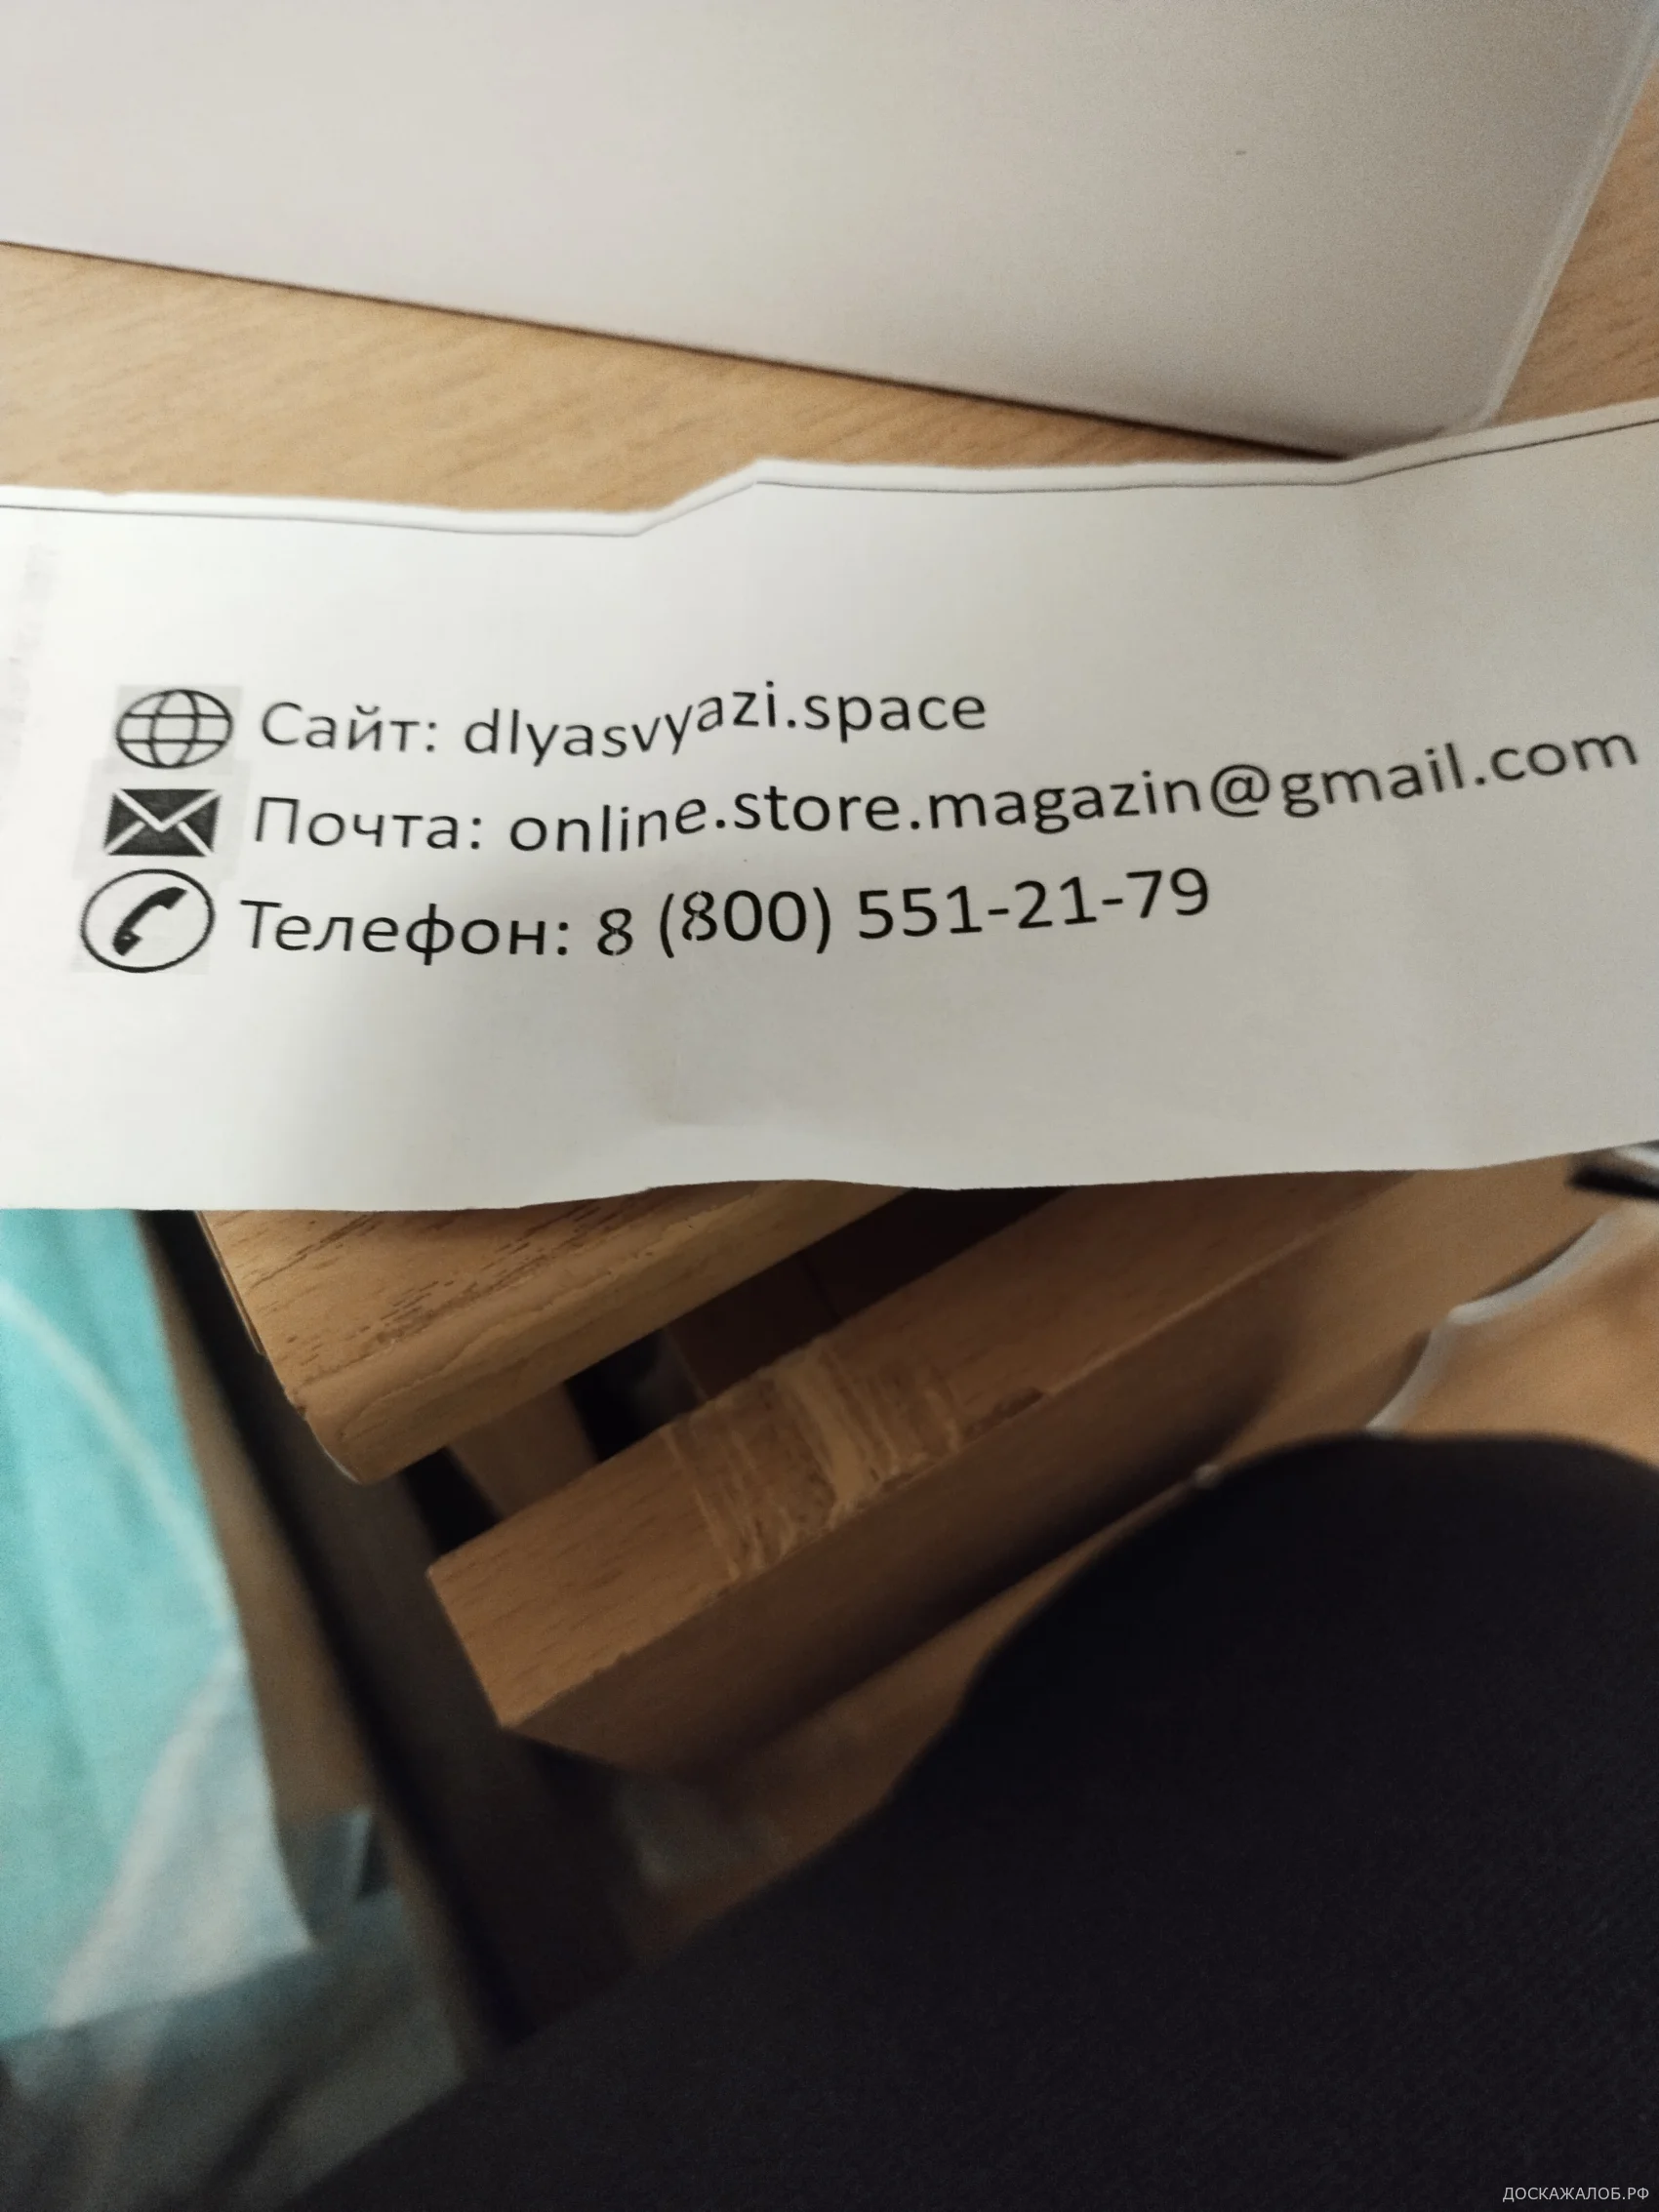 Сайт: dlyasvyazi.space
Почта: online.store.magazin@gmail.com
Телефон: 8 (800) 551-21-79
ДОСКАЖАЛОБ.РФ